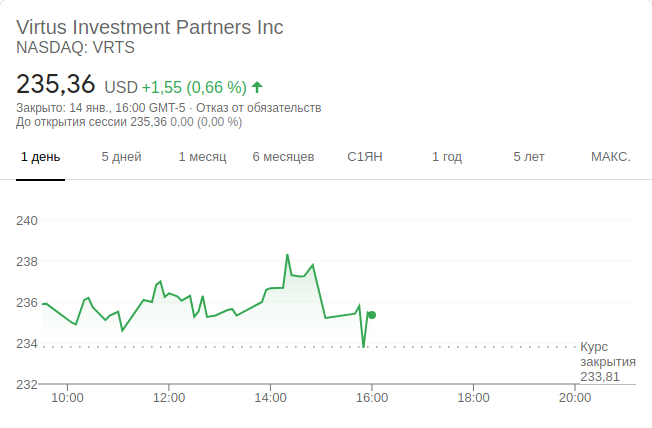 Virtus Investment Partners Inc
NASDAQ: VRTS
235,36 USD +1,55 (0,66 %)
Закрыто: 14 янв., 16:00 GMT-5 · Отказ от обязательств
До открытия сессии 235,36 0,00 (0,00 %)
1 день 5 дней 1 месяц 6 месяцев С1ЯН 1 год 5 лет МАКС.
240
238
236
234
Курс
закрытия
233,81
232
10:00 12:00 14:00 16:00 18:00 20:00